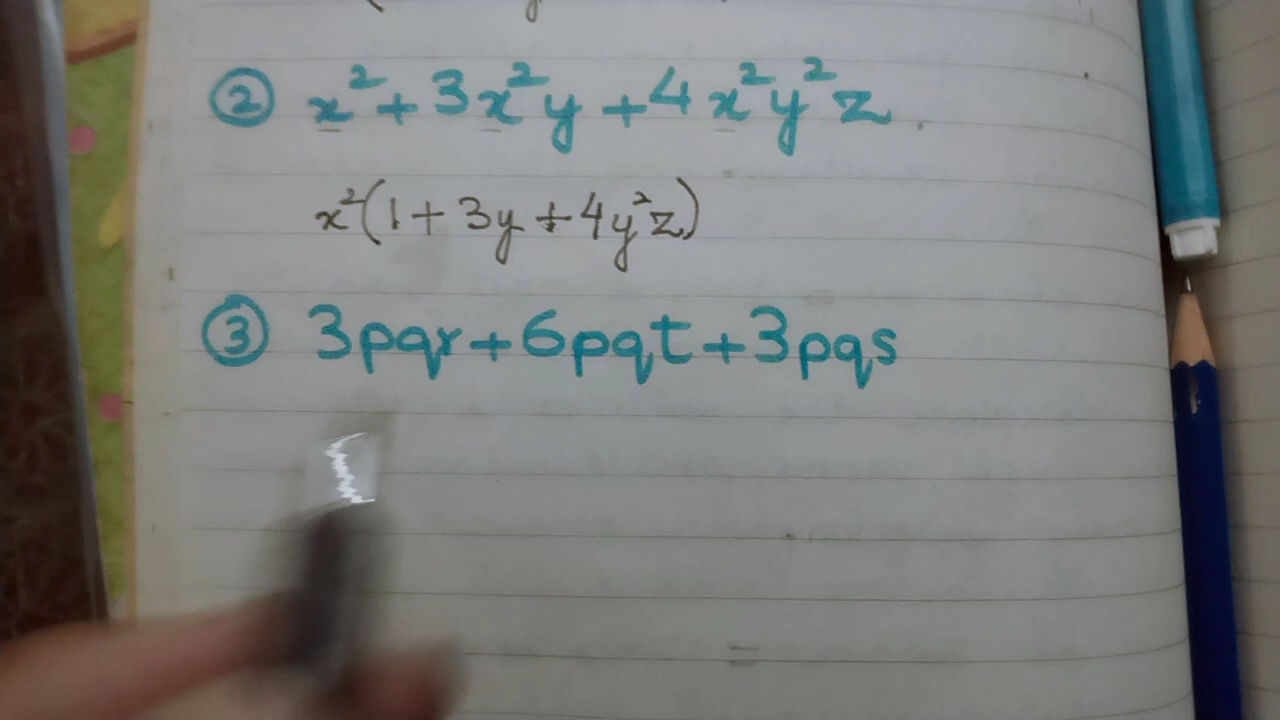 ② x² + 3x²y + 4x²y²z
x²(1 + 3y + 4y²z)
③ 3pqr + 6pqt + 3pqs